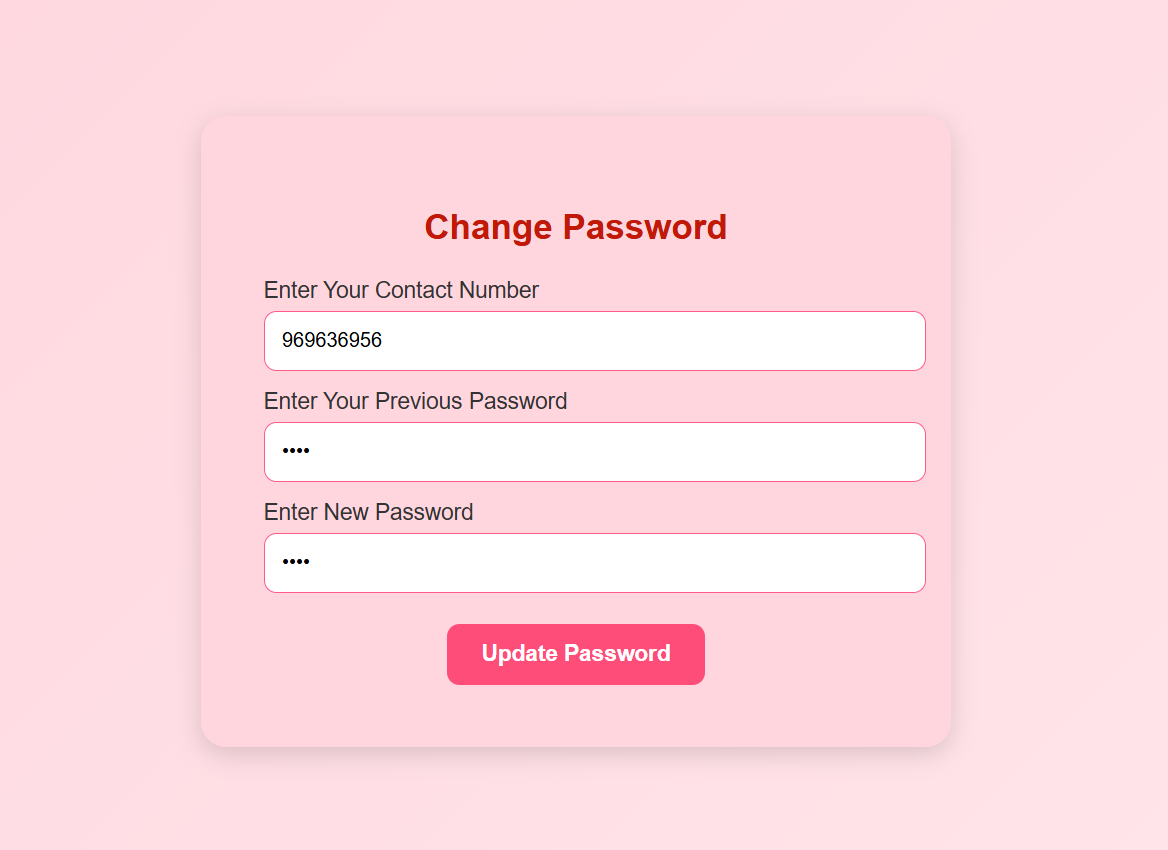 Change Password
Enter Your Contact Number
969636956
Enter Your Previous Password
••••
Enter New Password
••••
Update Password